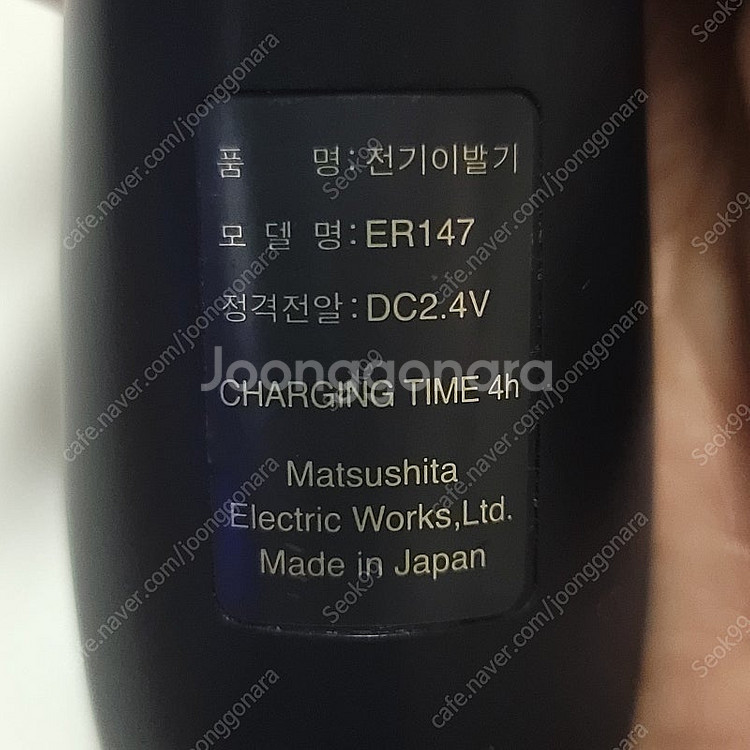 품 명:전기이발기
모 델 명:ER147
정격전압:DC2.4V
Joonggonara
CHARGING TIME 4h
Matsushita
Electric Works,Ltd.
Made in Japan
cafe.naver.com/joonggonara
Seok99